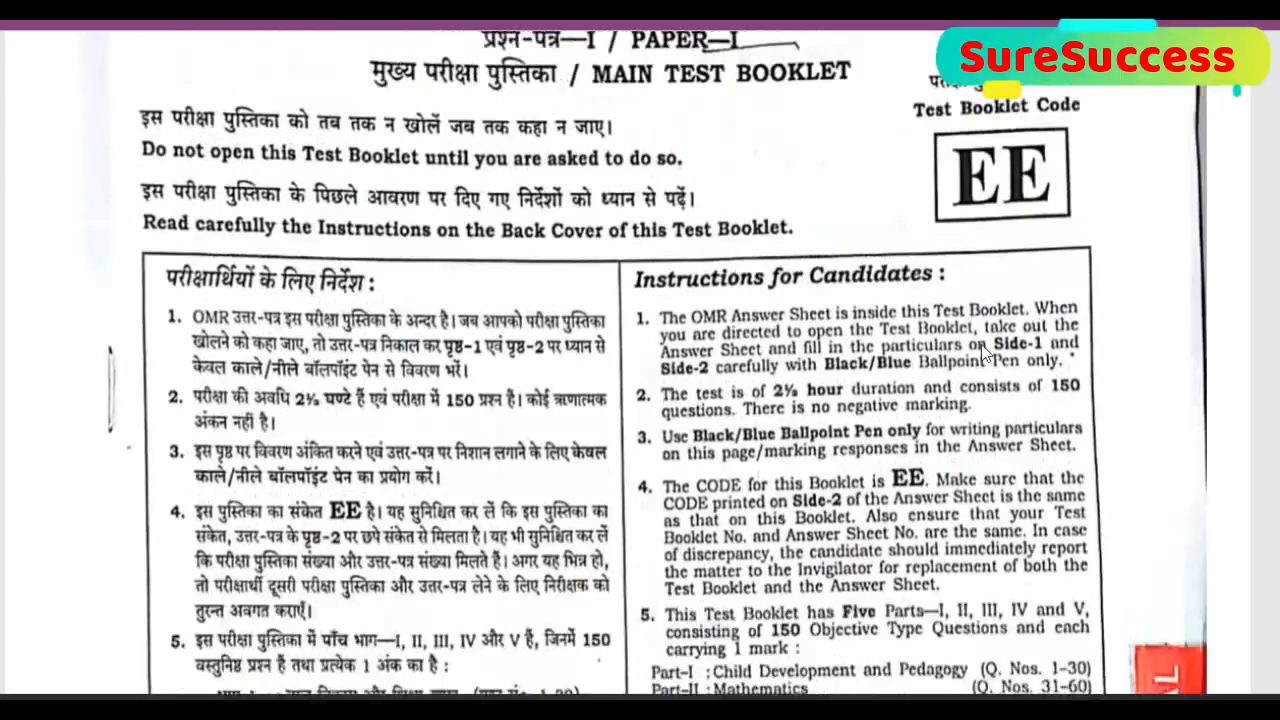 प्रश्न-पत्र—I / PAPER—I
SureSuccess
मुख्य परीक्षा पुस्तिका / MAIN TEST BOOKLET
Test Booklet Code
EE
इस परीक्षा पुस्तिका को तब तक न खोलें जब तक कहा न जाए।
Do not open this Test Booklet until you are asked to do so.
इस परीक्षा पुस्तिका के पिछले आवरण पर दिए गए निर्देशों को ध्यान से पढ़ें।
Read carefully the Instructions on the Back Cover of this Test Booklet.
परीक्षार्थियों के लिए निर्देश :
1. OMR उत्तर-पत्र इस परीक्षा पुस्तिका के अन्दर है। जब आपको परीक्षा पुस्तिका
खोलने को कहा जाए, तो उत्तर-पत्र निकाल कर पृष्ठ-1 एवं पृष्ठ-2 पर ध्यान से
केवल काले/नीले बॉलपॉइंट पेन से विवरण भरें।
2. परीक्षा की अवधि 2½ घण्टे हैं एवं परीक्षा में 150 प्रश्न हैं। कोई ऋणात्मक
अंकन नहीं है।
3. इस पृष्ठ पर विवरण अंकित करने एवं उत्तर-पत्र पर निशान लगाने के लिए केवल
काले/नीले बॉलपॉइंट पेन का प्रयोग करें।
4. इस पुस्तिका का संकेत EE है। यह सुनिश्चित कर लें कि इस पुस्तिका का
संकेत, उत्तर-पत्र के पृष्ठ-2 पर छपे संकेत से मिलता है। यह भी सुनिश्चित कर लें
कि परीक्षा पुस्तिका संख्या और उत्तर-पत्र संख्या मिलते हैं। अगर यह भिन्न हो,
तो परीक्षार्थी दूसरी परीक्षा पुस्तिका और उत्तर-पत्र लेने के लिए निरीक्षक को
तुरन्त अवगत कराएँ।
5. इस परीक्षा पुस्तिका में पाँच भाग—I, II, III, IV और V हैं, जिनमें 150
वस्तुनिष्ठ प्रश्न हैं तथा प्रत्येक 1 अंक का है :
Instructions for Candidates :
1. The OMR Answer Sheet is inside this Test Booklet. When
you are directed to open the Test Booklet, take out the
Answer Sheet and fill in the particulars on Side-1 and
Side-2 carefully with Black/Blue Ballpoint Pen only.
2. The test is of 2½ hour duration and consists of 150
questions. There is no negative marking.
3. Use Black/Blue Ballpoint Pen only for writing particulars
on this page/marking responses in the Answer Sheet.
4. The CODE for this Booklet is EE. Make sure that the
CODE printed on Side-2 of the Answer Sheet is the same
as that on this Booklet. Also ensure that your Test
Booklet No. and Answer Sheet No. are the same. In case
of discrepancy, the candidate should immediately report
the matter to the Invigilator for replacement of both the
Test Booklet and the Answer Sheet.
5. This Test Booklet has Five Parts—I, II, III, IV and V,
consisting of 150 Objective Type Questions and each
carrying 1 mark :
Part-I : Child Development and Pedagogy (Q. Nos. 1-30)
Part-II : Mathematics (Q. Nos. 31-60)